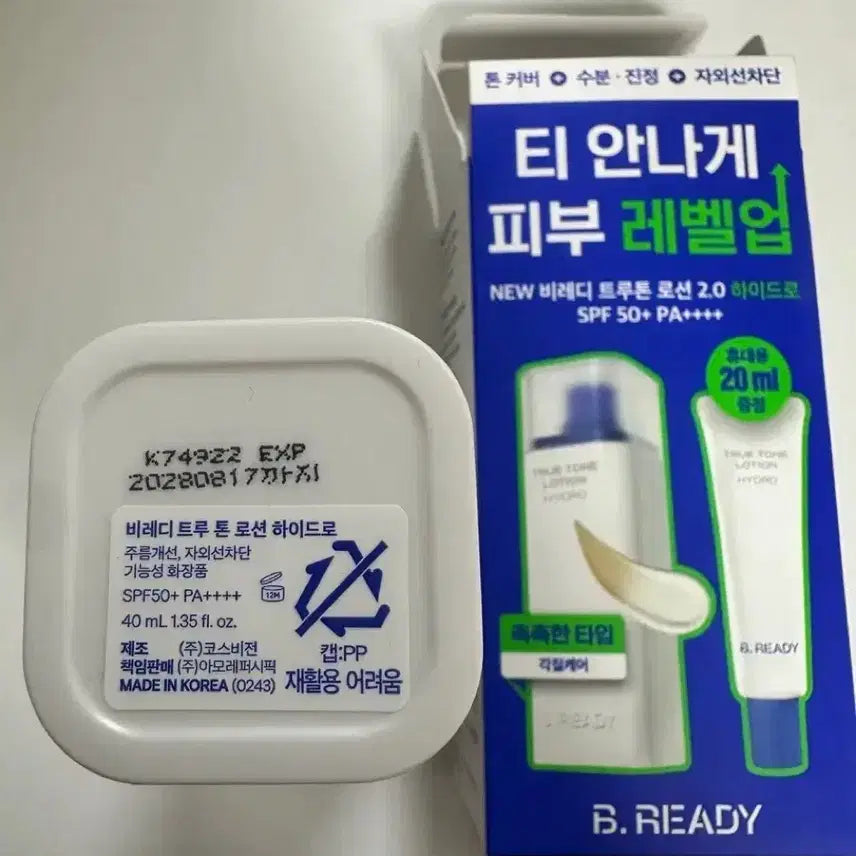 K74922 EXP
20280817까지
비레디 트루 톤 로션 하이드로
주름개선, 자외선차단
기능성 화장품
SPF50+ PA++++
12M
40 mL 1.35 fl. oz.
제조 (주)코스비전
책임판매 (주)아모레퍼시픽
MADE IN KOREA (0243)
캡:PP
재활용 어려움
톤 커버 + 수분·진정 + 자외선차단
티 안나게
피부 레벨업
NEW 비레디 트루톤 로션 2.0 하이드로
SPF 50+ PA++++
휴대용
20 ml
증정
TRUE TONE
LOTION
HYDRO
TRUE TONE
LOTION
HYDRO
촉촉한 타입
각질케어
B. READY
B. READY
B. READY